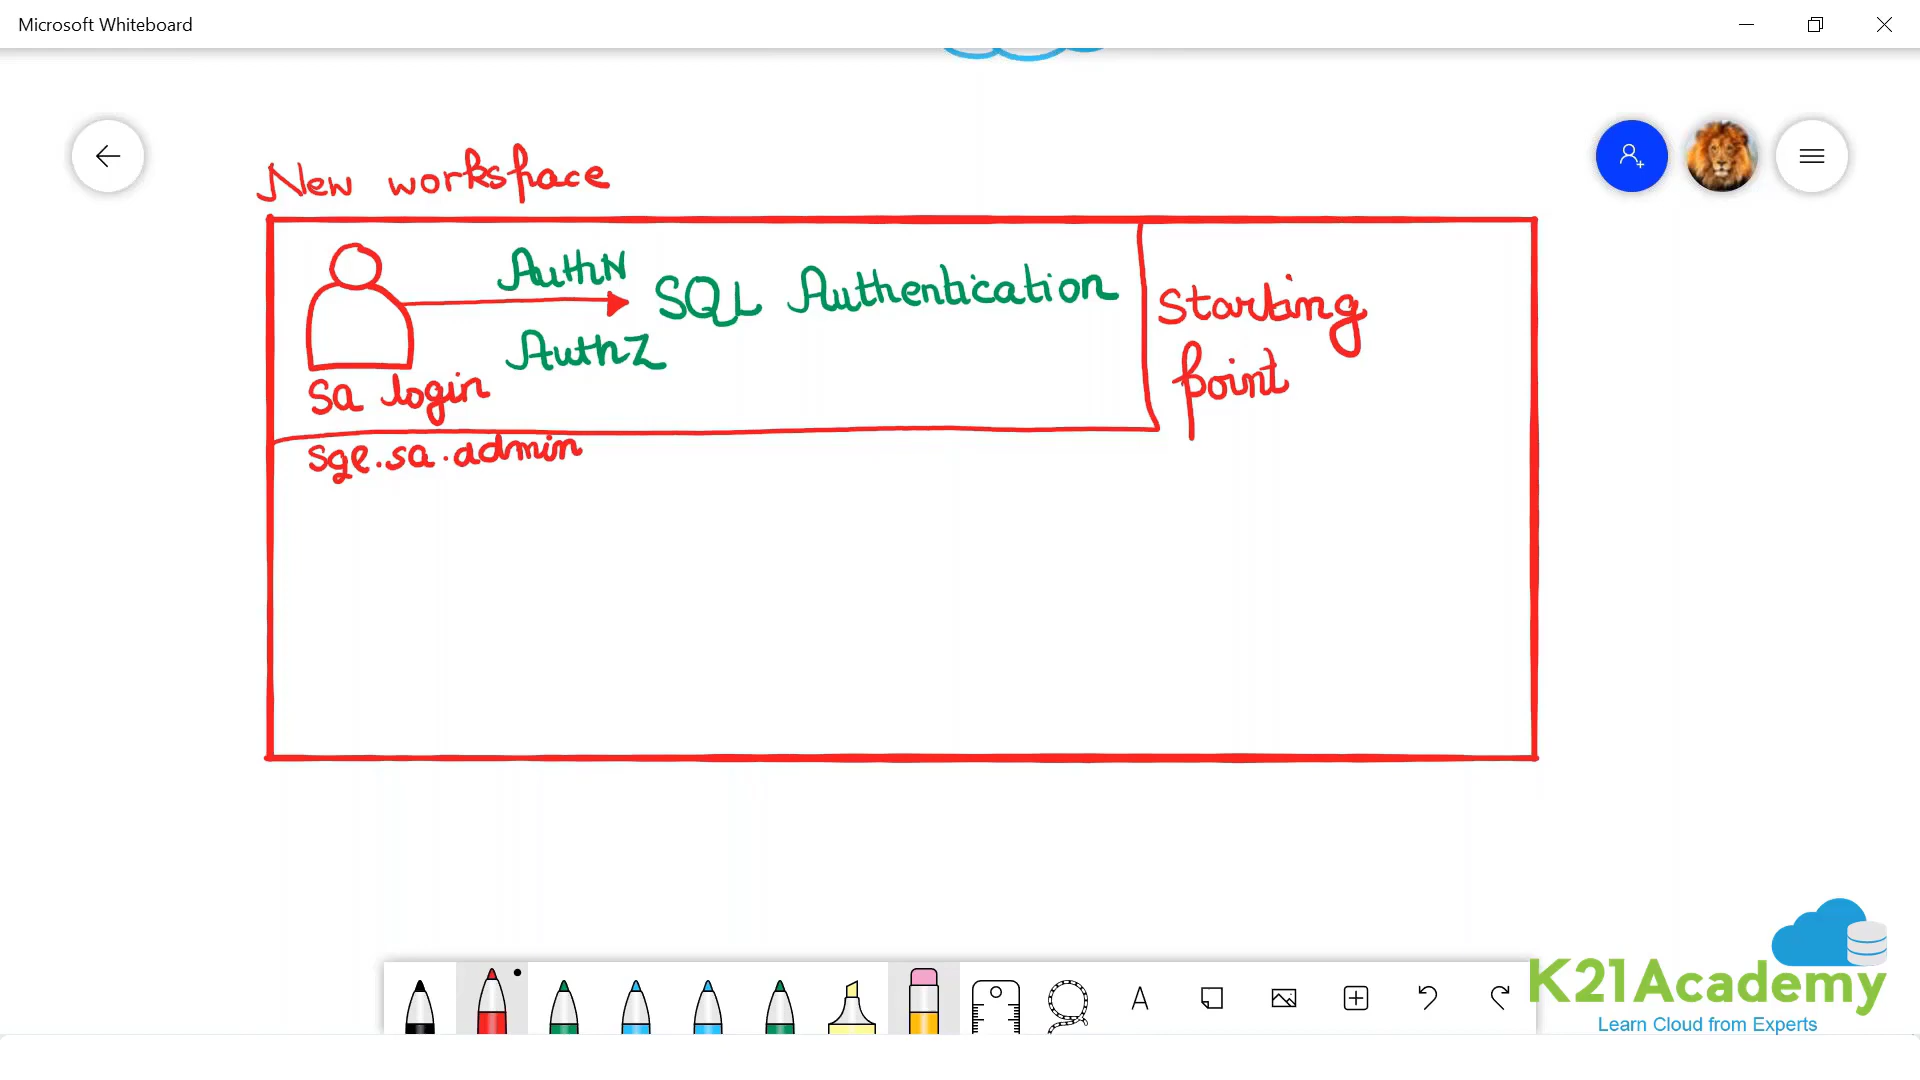 Microsoft Whiteboard
New workspace
AuthN
SQL Authentication
AuthZ
Starting
point
sa login
sqe.sa.admin
A
K21Academy
Learn Cloud from Experts